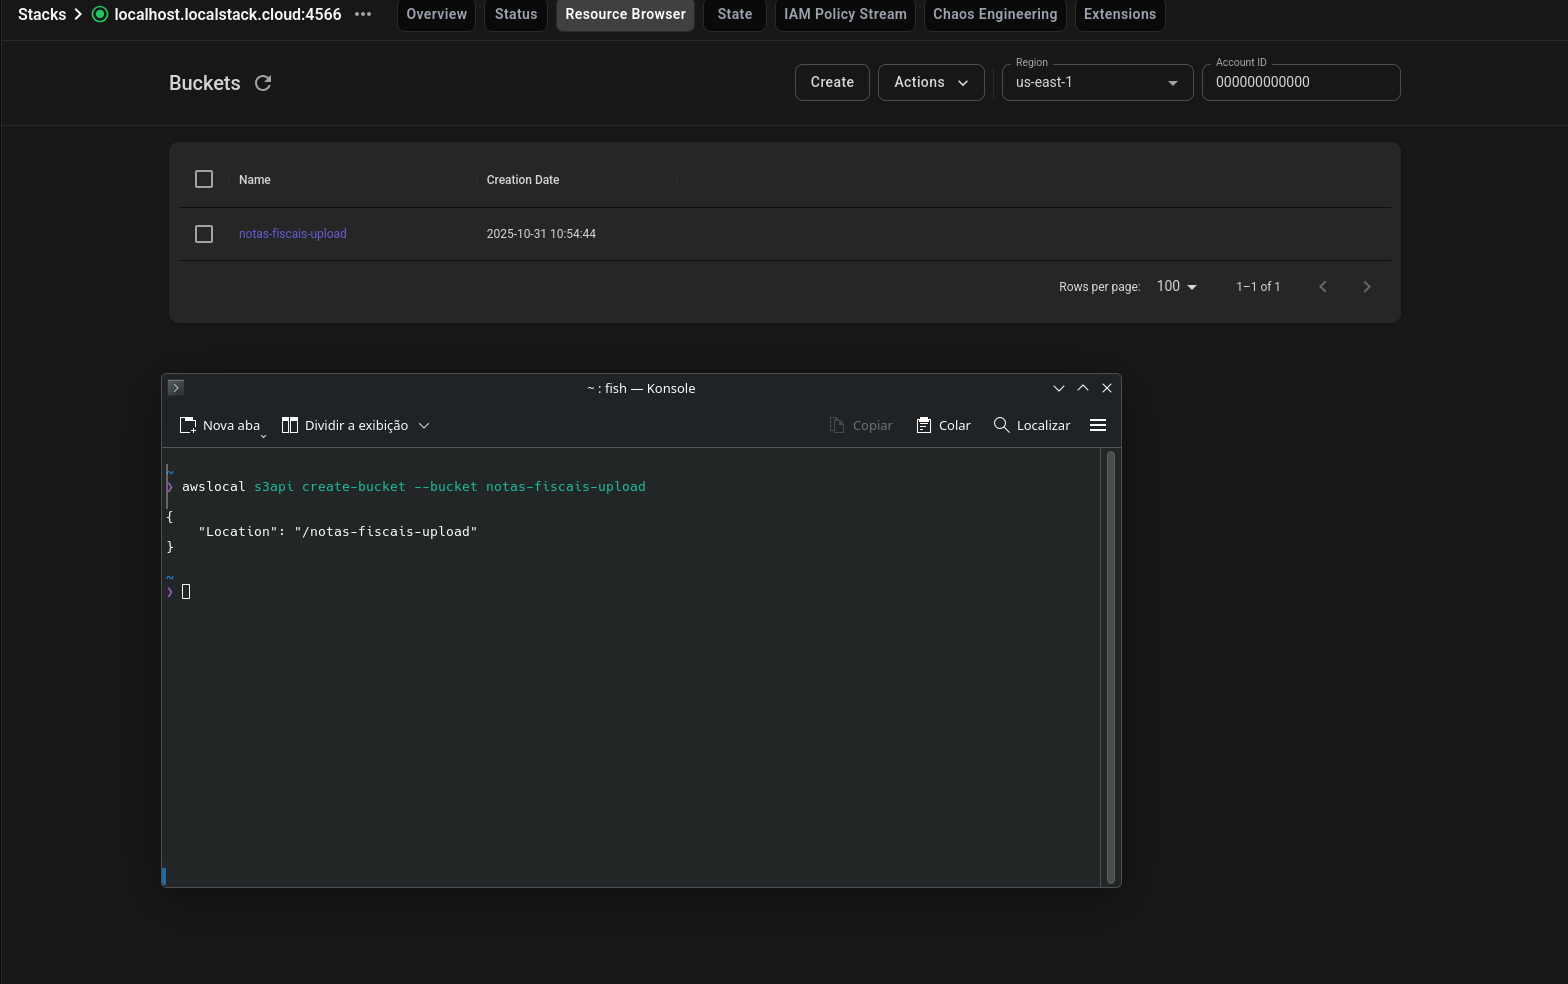 Stacks localhost.localstack.cloud:4566 ••• Overview Status Resource Browser State IAM Policy Stream Chaos Engineering Extensions
Buckets Create Actions Region us-east-1 Account ID 000000000000
Name Creation Date
notas-fiscais-upload 2025-10-31 10:54:44
Rows per page: 100 1–1 of 1
~ : fish — Konsole
Nova aba Dividir a exibição Copiar Colar Localizar
~
❯ awslocal s3api create-bucket --bucket notas-fiscais-upload
{
    "Location": "/notas-fiscais-upload"
}
~
❯